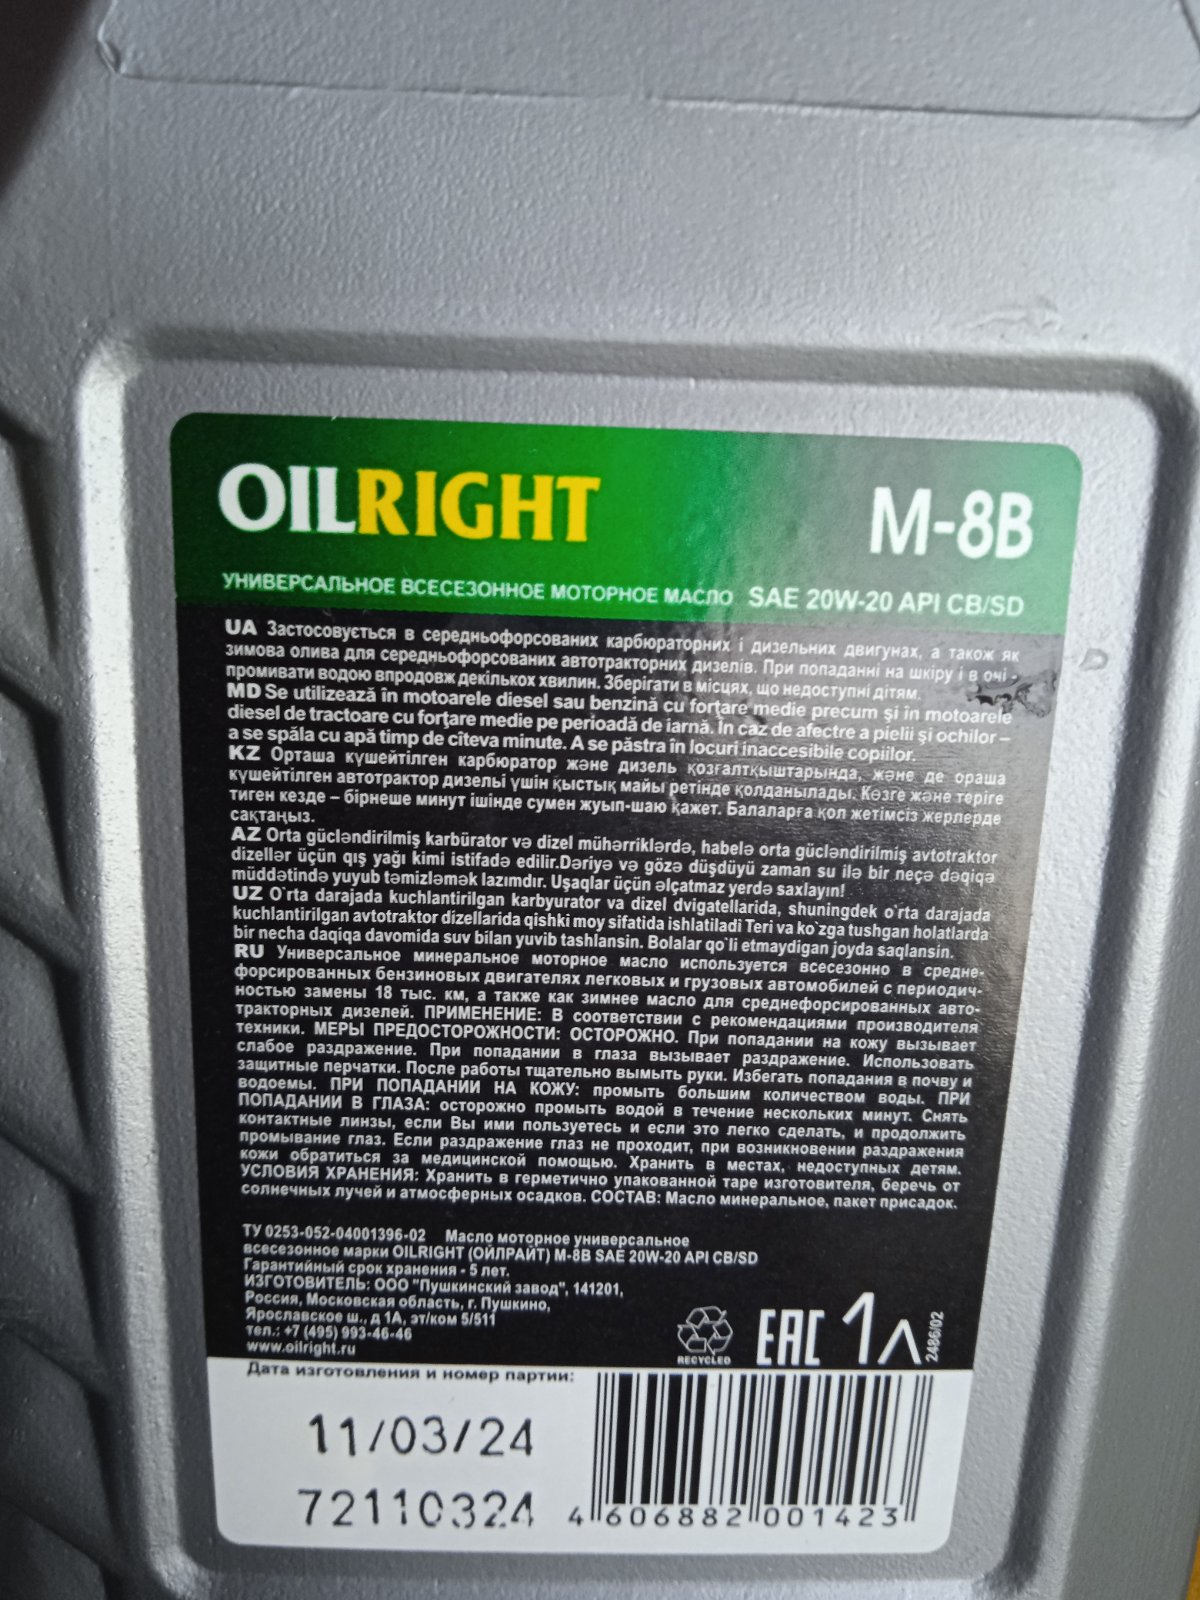 OILRIGHT
М-8В
УНИВЕРСАЛЬНОЕ ВСЕСЕЗОННОЕ МОТОРНОЕ МАСЛО SAE 20W-20 API CB/SD
UA Застосовується в середньофорсованих карбюраторних і дизельних двигунах, а також як
зимова олива для середньофорсованих автотракторних дизелів. При попаданні на шкіру і в очі -
промивати водою впродовж декількох хвилин. Зберігати в місцях, що недоступні дітям.
MD Se utilizează în motoarele diesel sau benzină cu forţare medie precum şi în motoarele
diesel de tractoare cu forţare medie pe perioadă de iarnă. În caz de afectre a pielii şi ochilor –
a se spăla cu apă timp de cîteva minute. A se păstra în locuri inaccesibile copiilor.
KZ Орташа күшейтілген карбюратор және дизель қозғалтқыштарында, және де ораша
күшейтілген автотрактор дизельі үшін қыстық майы ретінде қолданылады. Көзге және теріге
тиген кезде – бірнеше минут ішінде сумен жуып-шаю қажет. Балаларға қол жетімсіз жерлерде
сақтаңыз.
AZ Orta gücləndirilmiş karbürator və dizel mühərriklərdə, habelə orta gücləndirilmiş avtotraktor
dizellər üçün qış yağı kimi istifadə edilir.Dəriyə və gözə düşdüyü zaman su ilə bir neçə dəqiqə
müddətində yuyub təmizləmək lazımdır. Uşaqlar üçün əlçatmaz yerdə saxlayın!
UZ O`rta darajada kuchlantirilgan karbyurator va dizel dvigatellarida, shuningdek o`rta darajada
kuchlantirilgan avtotraktor dizellarida qishki moy sifatida ishlatiladi Teri va ko`zga tushgan holatlarda
bir necha daqiqa davomida suv bilan yuvib tashlansin. Bolalar qo`li etmaydigan joyda saqlansin.
RU Универсальное минеральное моторное масло используется всесезонно в средне-
форсированных бензиновых двигателях легковых и грузовых автомобилей с периодич-
ностью замены 18 тыс. км, а также как зимнее масло для среднефорсированных авто-
тракторных дизелей. ПРИМЕНЕНИЕ: В соответствии с рекомендациями производителя
техники. МЕРЫ ПРЕДОСТОРОЖНОСТИ: ОСТОРОЖНО. При попадании на кожу вызывает
слабое раздражение. При попадании в глаза вызывает раздражение. Использовать
защитные перчатки. После работы тщательно вымыть руки. Избегать попадания в почву и
водоемы. ПРИ ПОПАДАНИИ НА КОЖУ: промыть большим количеством воды. ПРИ
ПОПАДАНИИ В ГЛАЗА: осторожно промыть водой в течение нескольких минут. Снять
контактные линзы, если Вы ими пользуетесь и если это легко сделать, и продолжить
промывание глаз. Если раздражение глаз не проходит, при возникновении раздражения
кожи обратиться за медицинской помощью. Хранить в местах, недоступных детям.
УСЛОВИЯ ХРАНЕНИЯ: Хранить в герметично упакованной таре изготовителя, беречь от
солнечных лучей и атмосферных осадков. СОСТАВ: Масло минеральное, пакет присадок.
ТУ 0253-052-04001396-02 Масло моторное универсальное
всесезонное марки OILRIGHT (ОЙЛРАЙТ) М-8В SAE 20W-20 API CB/SD
Гарантийный срок хранения - 5 лет.
ИЗГОТОВИТЕЛЬ: ООО "Пушкинский завод", 141201,
Россия, Московская область, г. Пушкино,
Ярославское ш., д 1А, эт/ком 5/511
тел.: +7 (495) 993-46-46
www.oilright.ru
RECYCLED
EAC
1л
2486/02
Дата изготовления и номер партии:
11/03/24
72110324
4 606882 001423